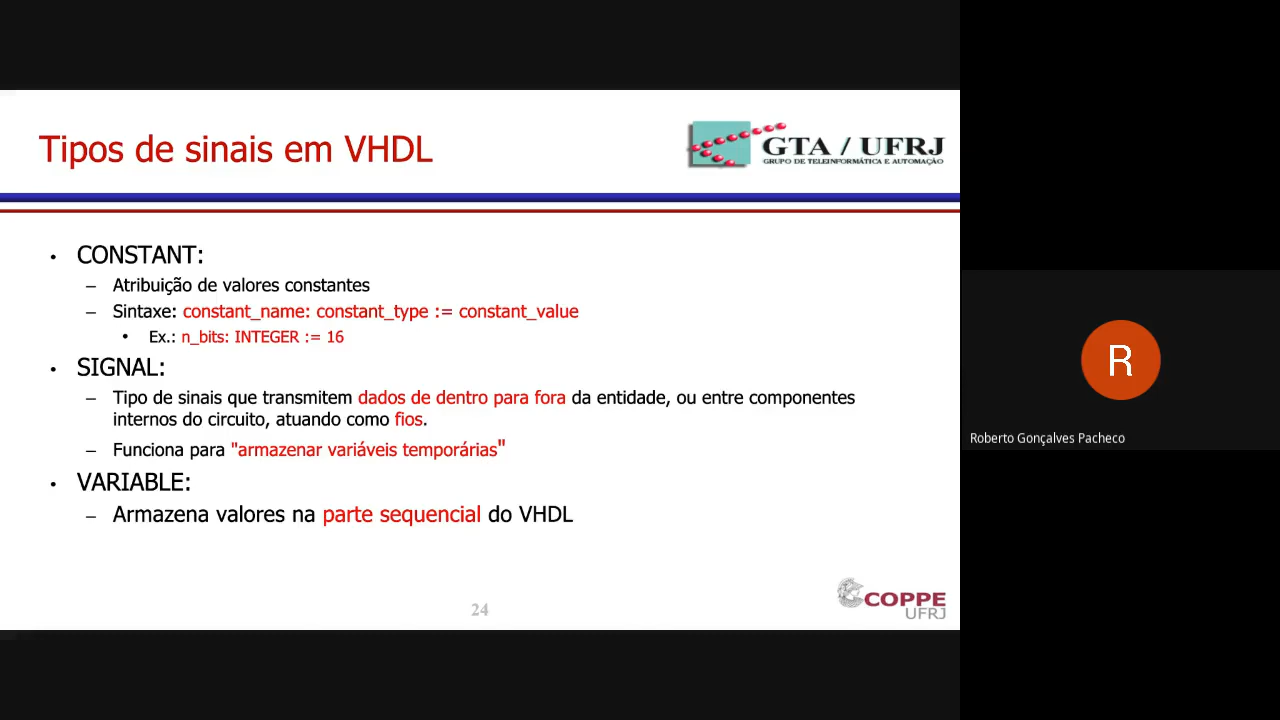 Tipos de sinais em VHDL
GTA / UFRJ
GRUPO DE TELEINFORMÁTICA E AUTOMAÇÃO
• CONSTANT:
– Atribuição de valores constantes
– Sintaxe: constant_name: constant_type := constant_value
• Ex.: n_bits: INTEGER := 16
• SIGNAL:
– Tipo de sinais que transmitem dados de dentro para fora da entidade, ou entre componentes
internos do circuito, atuando como fios.
– Funciona para "armazenar variáveis temporárias"
• VARIABLE:
– Armazena valores na parte sequencial do VHDL
24
COPPE
UFRJ
R
Roberto Gonçalves Pacheco